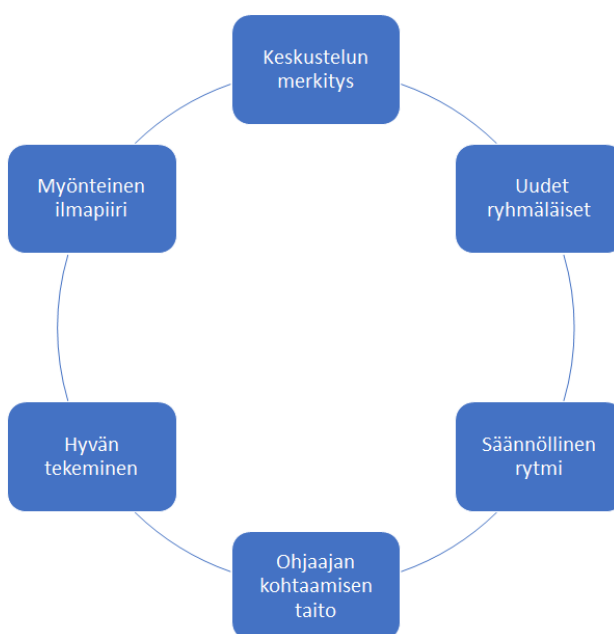 Keskustelun
merkitys
Uudet
ryhmäläiset
Säännöllinen
rytmi
Ohjaajan
kohtaamisen
taito
Hyvän
tekeminen
Myönteinen
ilmapiiri